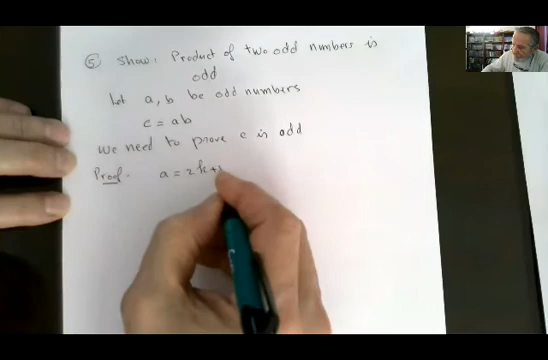 ⑤ Show: Product of two odd numbers is
odd
Let a, b be odd numbers
c = ab
We need to prove c is odd
Proof. a = 2k+1